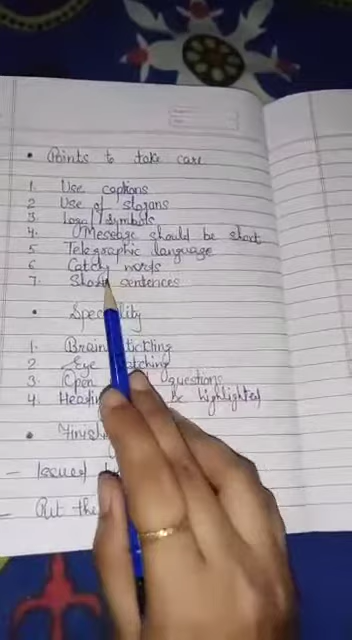 • Points to take care
1. Use captions
2 Use of slogans
3 Logo/symbols
4. Message should be short
5 Telegraphic language
6 Catchy words
7. Short sentences
• Speciality
1. Brain tickling
2 Eye catching
3. Open questions
4. Heading be highlighted
• Finish
- Issued
- Put the